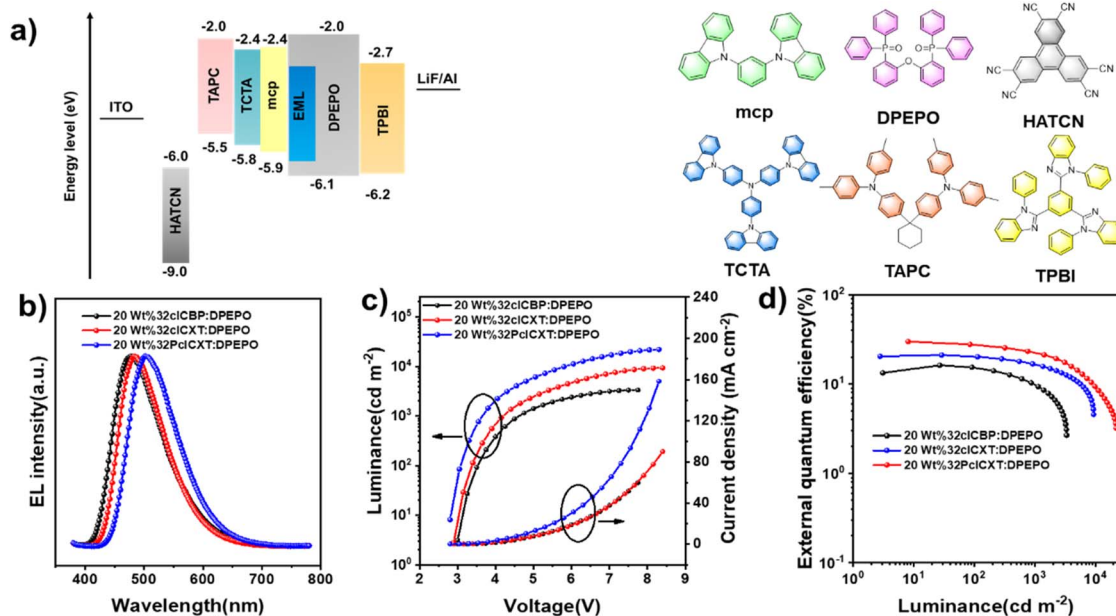 a)
Energy level (eV)
ITO
-6.0
HATCN
-9.0
-2.0
TAPC
-5.5
-2.4
TCTA
-5.8
-2.4
mcp
-5.9
EML
-2.0
DPEPO
-6.1
-2.7
TPBI
-6.2
LiF/Al
N
N
mcp
P=O
O=P
O
DPEPO
CN
CN
NC
CN
NC
CN
HATCN
N
N
N
N
TCTA
N
N
TAPC
N
N
N
N
N
N
TPBI
b)
EL intensity(a.u.)
20 Wt%32clCBP:DPEPO
20 Wt%32clCXT:DPEPO
20 Wt%32PclCXT:DPEPO
400 500 600 700 800
Wavelength(nm)
c)
Luminance(cd m-2)
10⁵
10⁴
10³
10²
10¹
10⁰
20 Wt%32clCBP:DPEPO
20 Wt%32clCXT:DPEPO
20 Wt%32PclCXT:DPEPO
240
200
160
120
80
40
0
Current density(mA cm-2)
2 3 4 5 6 7 8 9
Voltage(V)
d)
External quantum efficiency(%)
10²
10¹
10⁰
10⁻¹
20 Wt%32clCBP:DPEPO
20 Wt%32clCXT:DPEPO
20 Wt%32PclCXT:DPEPO
10⁰ 10¹ 10² 10³ 10⁴
Luminance(cd m-2)